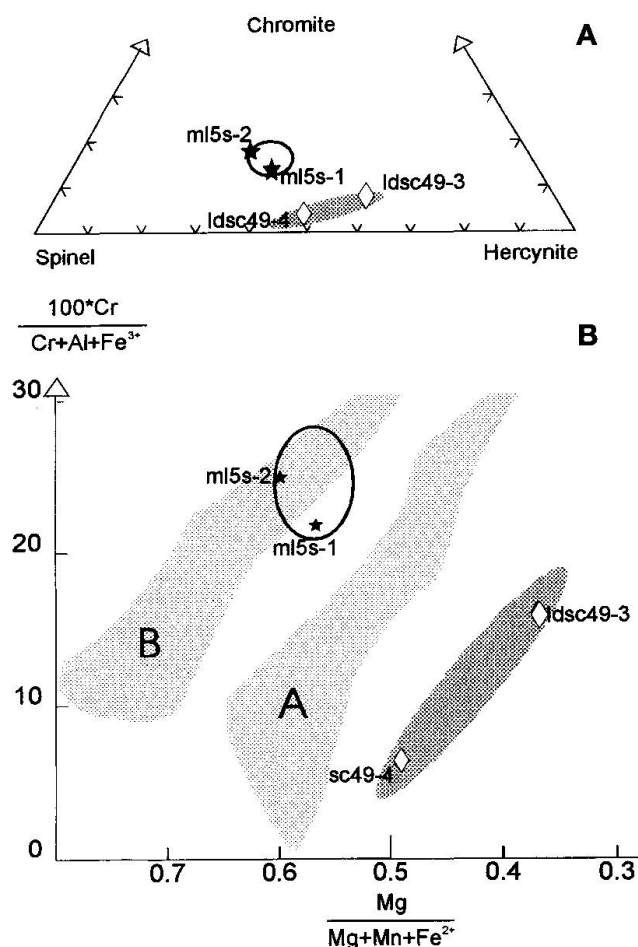 Chromite
A
ml5s-2
ml5s-1
ldsc49-3
ldsc49-4
Spinel
Hercynite
100*Cr
Cr+Al+Fe³⁺
B
30
ml5s-2
20
ml5s-1
B
ldsc49-3
10
A
sc49-4
0
0.7 0.6 0.5 0.4 0.3
Mg
Mg+Mn+Fe²⁺